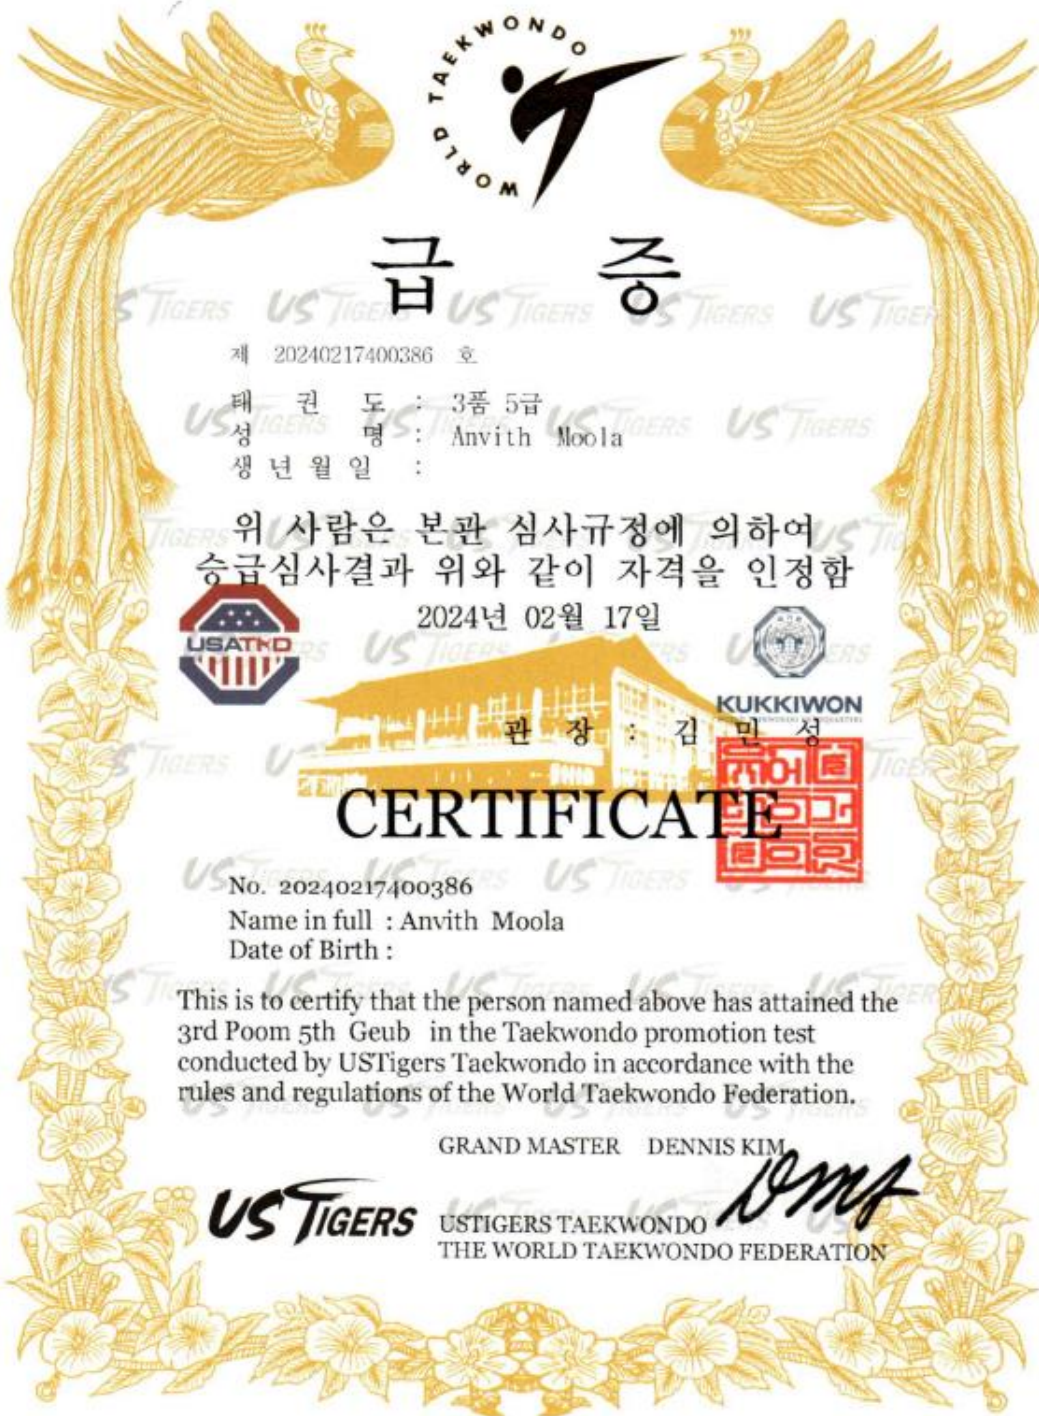 WORLD TAEKWONDO
급 증
제 20240217400386 호
태 권 도 : 3품 5급
성 명 : Anvith Moola
생 년 월 일 :
위 사람은 본관 심사규정에 의하여
승급심사결과 위와 같이 자격을 인정함
2024년 02월 17일
USATKD
KUKKIWON
관 장 : 김 민 성
CERTIFICATE
No. 20240217400386
Name in full : Anvith Moola
Date of Birth :
This is to certify that the person named above has attained the
3rd Poom 5th Geub in the Taekwondo promotion test
conducted by USTigers Taekwondo in accordance with the
rules and regulations of the World Taekwondo Federation.
GRAND MASTER DENNIS KIM
US TIGERS
USTIGERS TAEKWONDO
THE WORLD TAEKWONDO FEDERATION